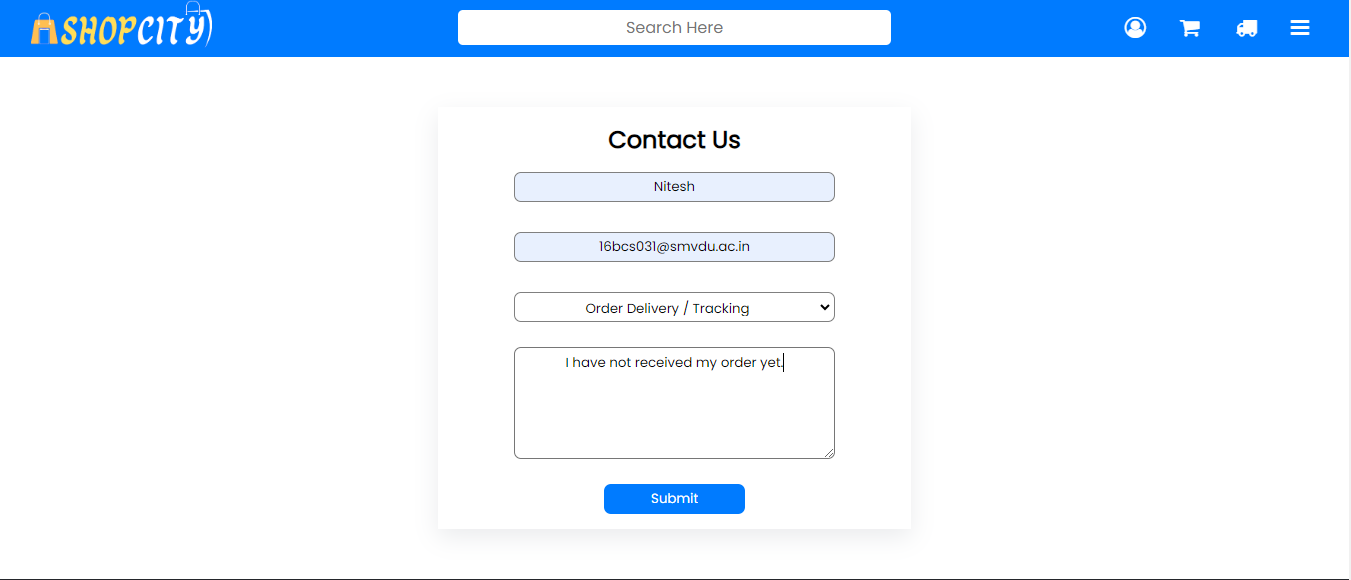 SHOPCITY
Search Here
Contact Us
Nitesh
16bcs031@smvdu.ac.in
Order Delivery / Tracking
I have not received my order yet.
Submit